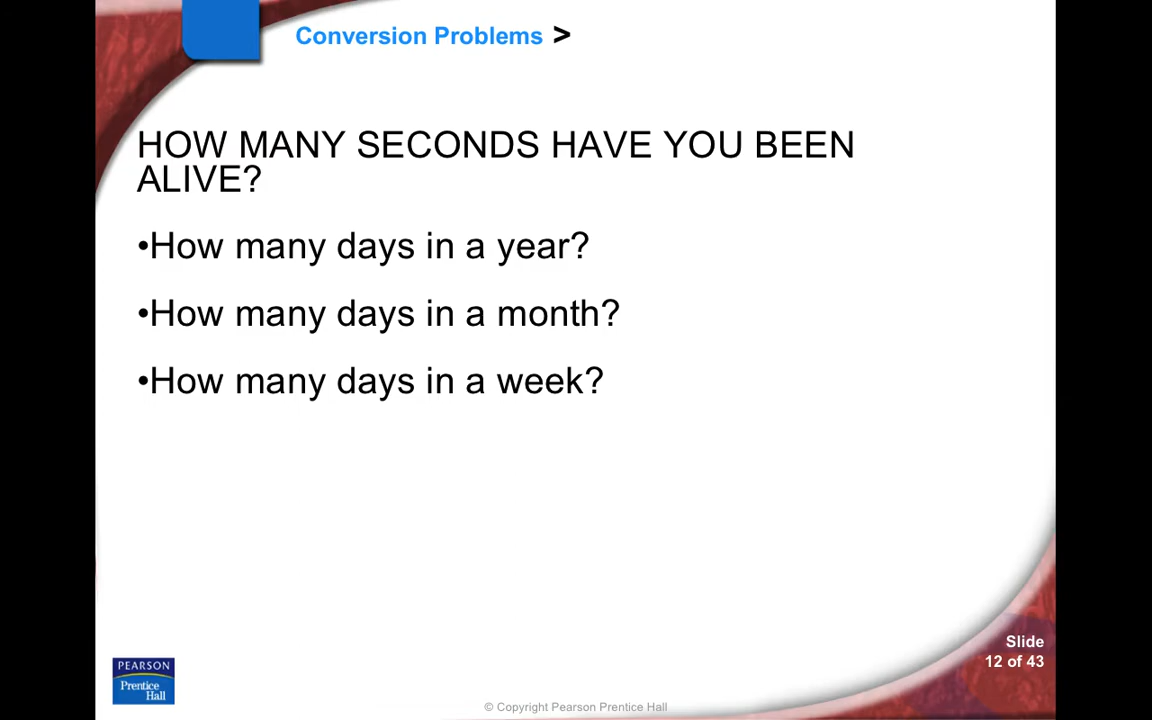 Conversion Problems >
HOW MANY SECONDS HAVE YOU BEEN
ALIVE?
•How many days in a year?
•How many days in a month?
•How many days in a week?
Slide
12 of 43
PEARSON
Prentice
Hall
© Copyright Pearson Prentice Hall